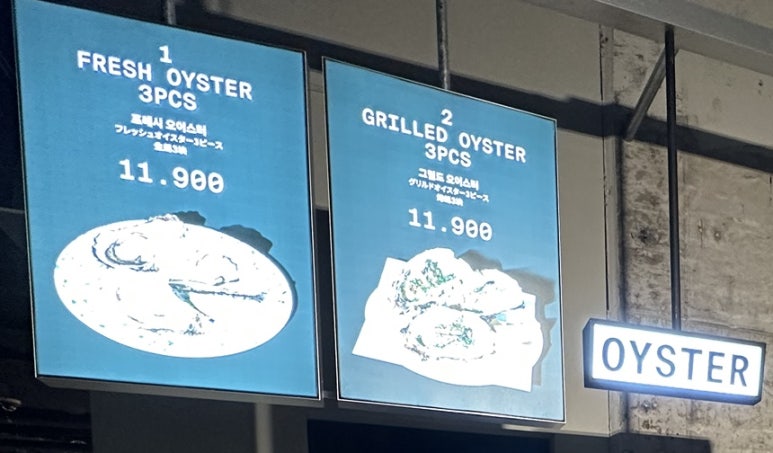 1
FRESH OYSTER
3PCS
프레시 오이스터
フレッシュオイスター3ピース
11.900
2
GRILLED OYSTER
3PCS
그릴드 오이스터
グリルドオイスター3ピース
11.900
OYSTER